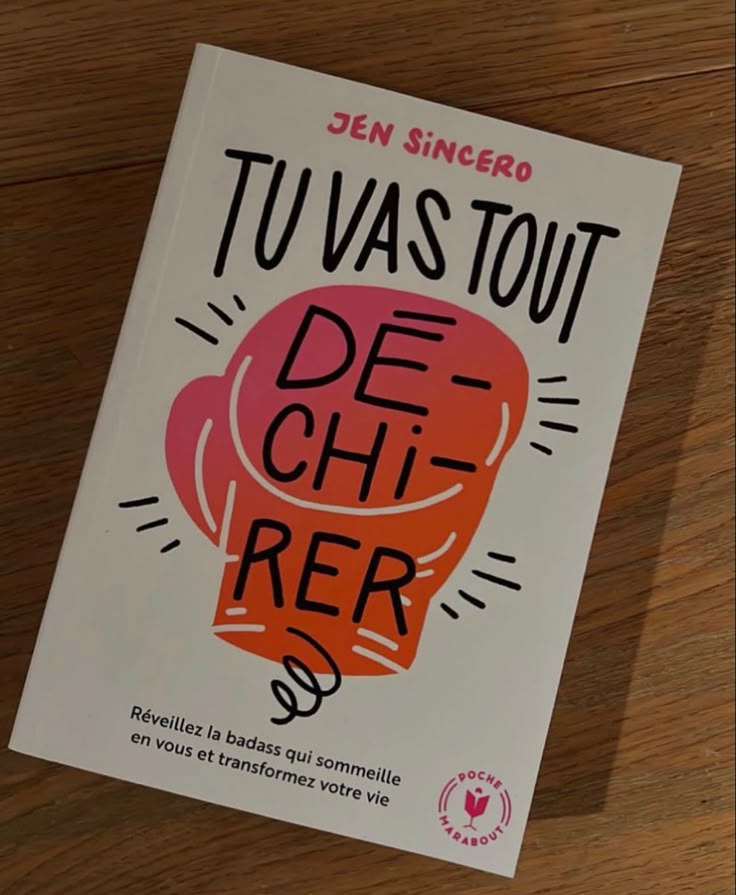 JEN SiNCERO
TU VAS TOUT
DÉ-
CHi-
RER
Réveillez la badass qui sommeille
en vous et transformez votre vie
POCHE
MARABOUT